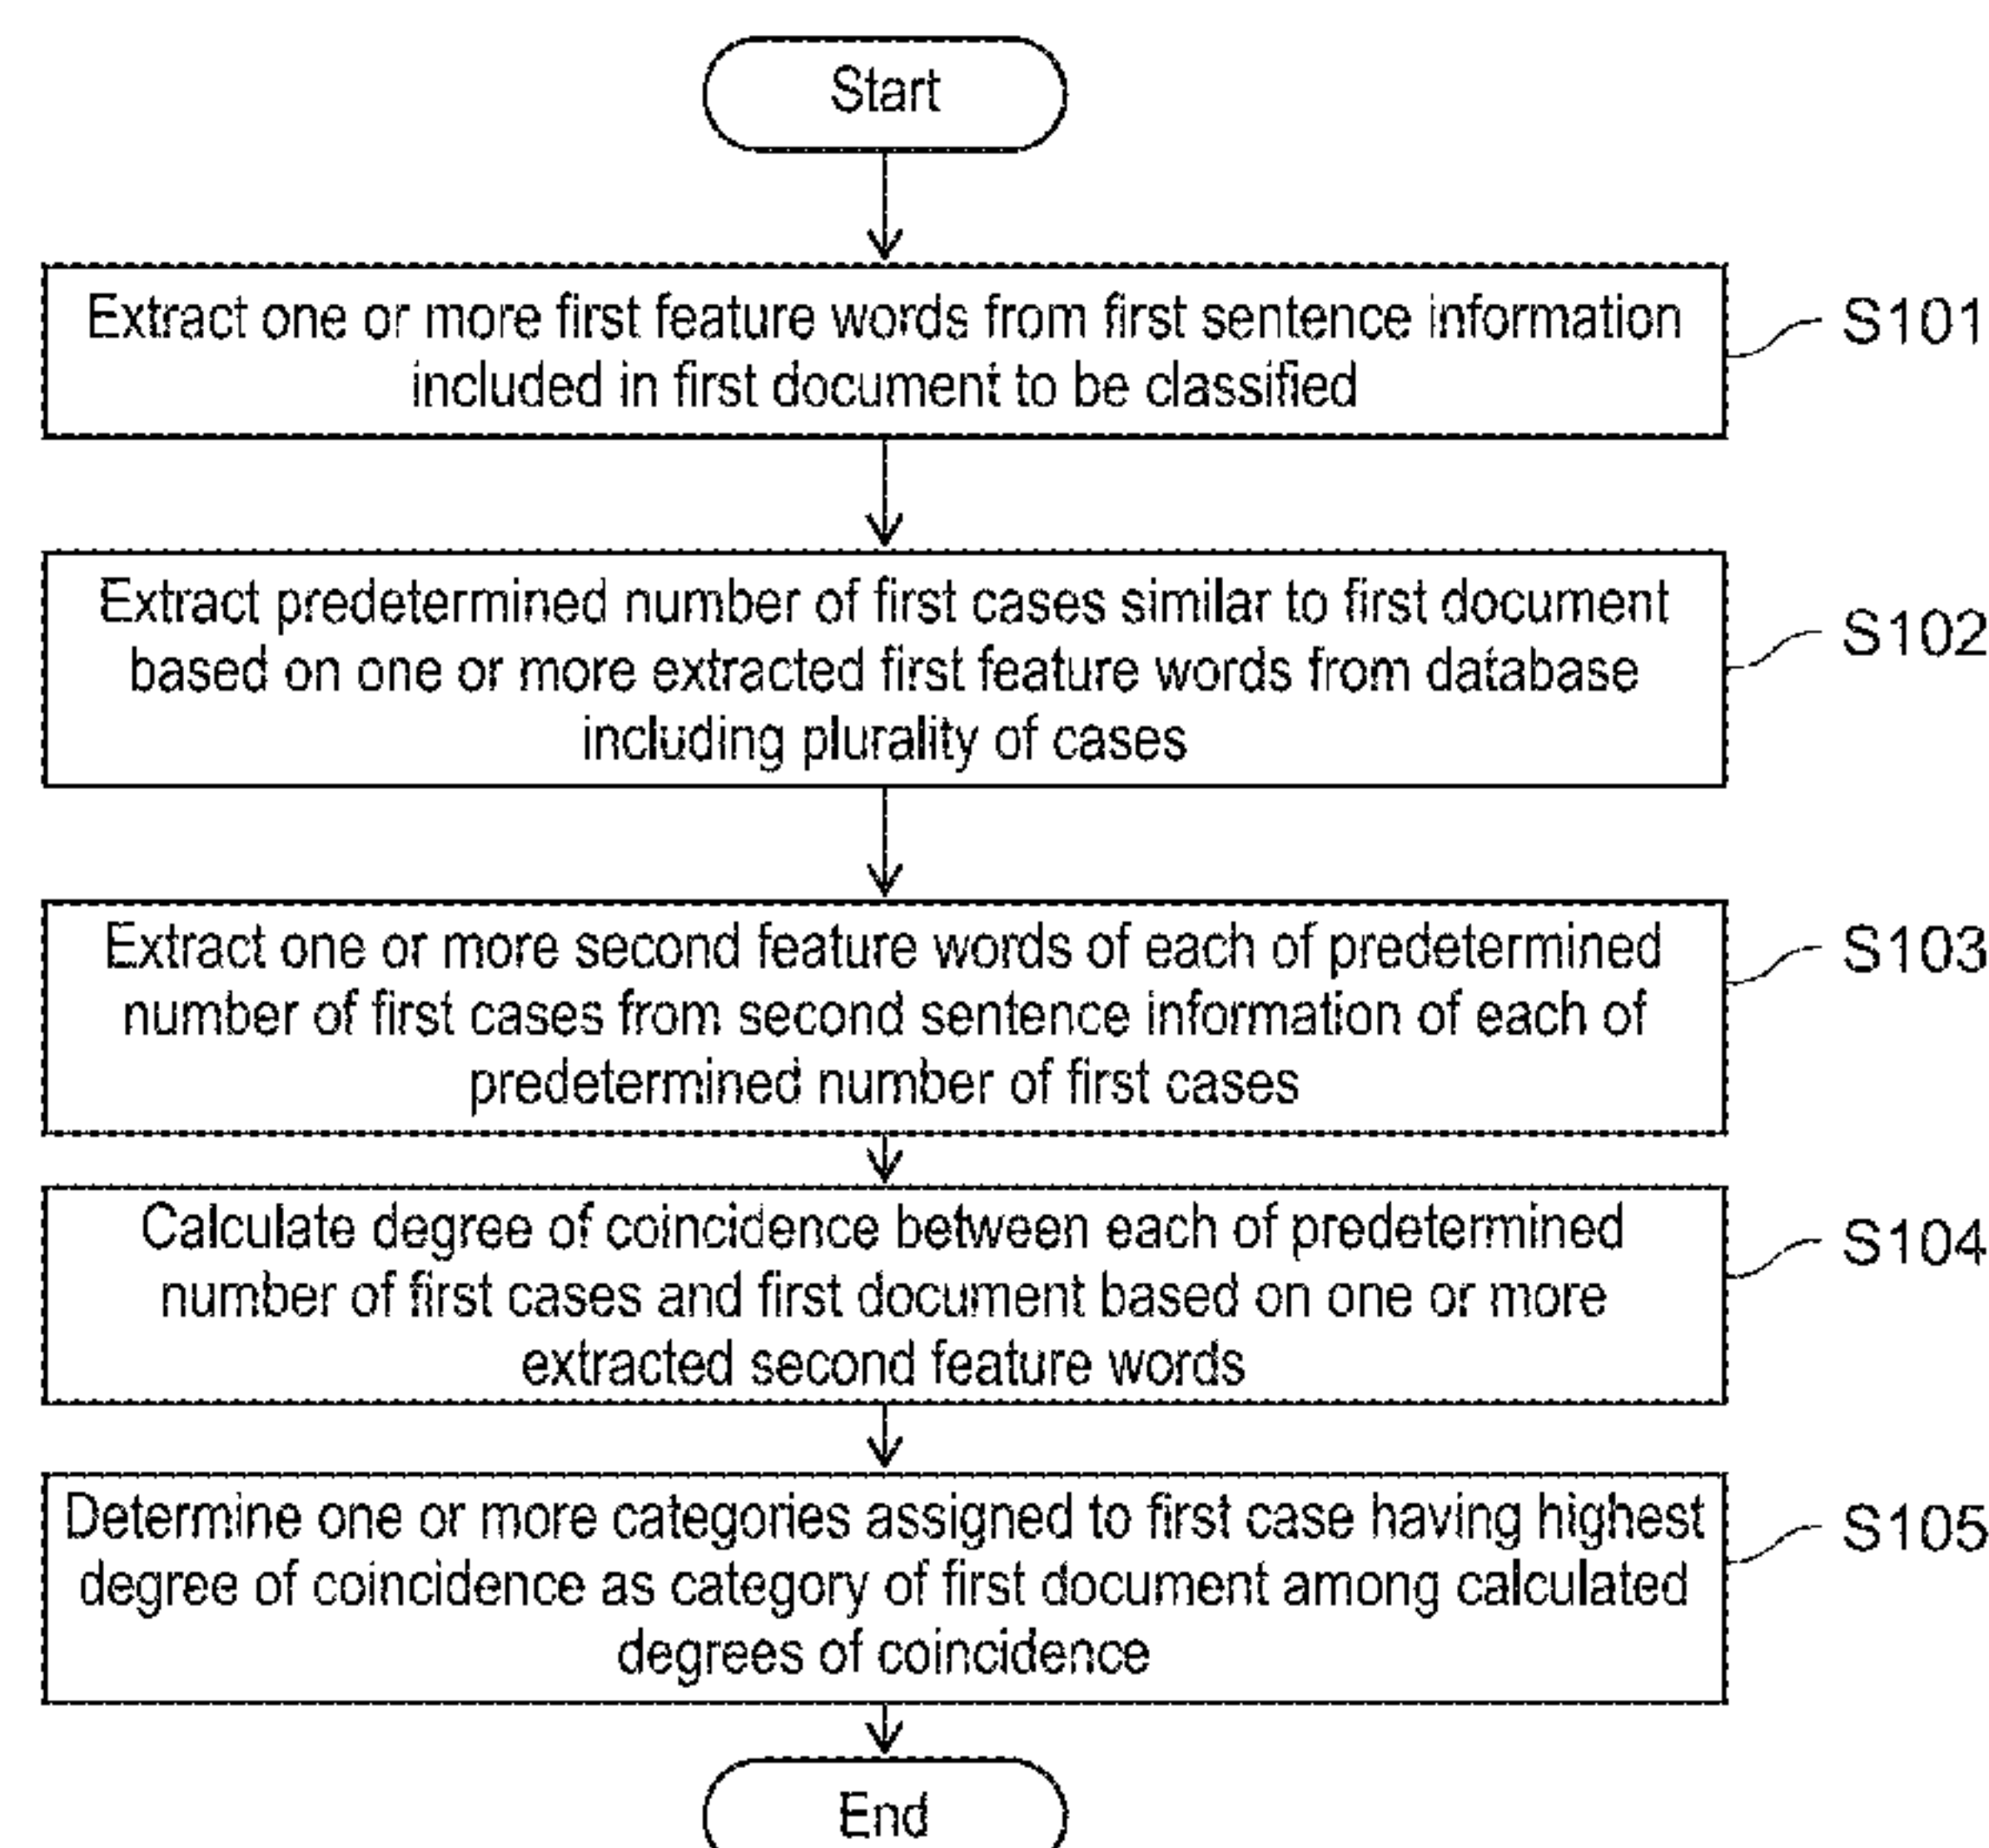 Start
Extract one or more first feature words from first sentence information
included in first document to be classified
S101
Extract predetermined number of first cases similar to first document
based on one or more extracted first feature words from database
including plurality of cases
S102
Extract one or more second feature words of each of predetermined
number of first cases from second sentence information of each of
predetermined number of first cases
S103
Calculate degree of coincidence between each of predetermined
number of first cases and first document based on one or more
extracted second feature words
S104
Determine one or more categories assigned to first case having highest
degree of coincidence as category of first document among calculated
degrees of coincidence
S105
End